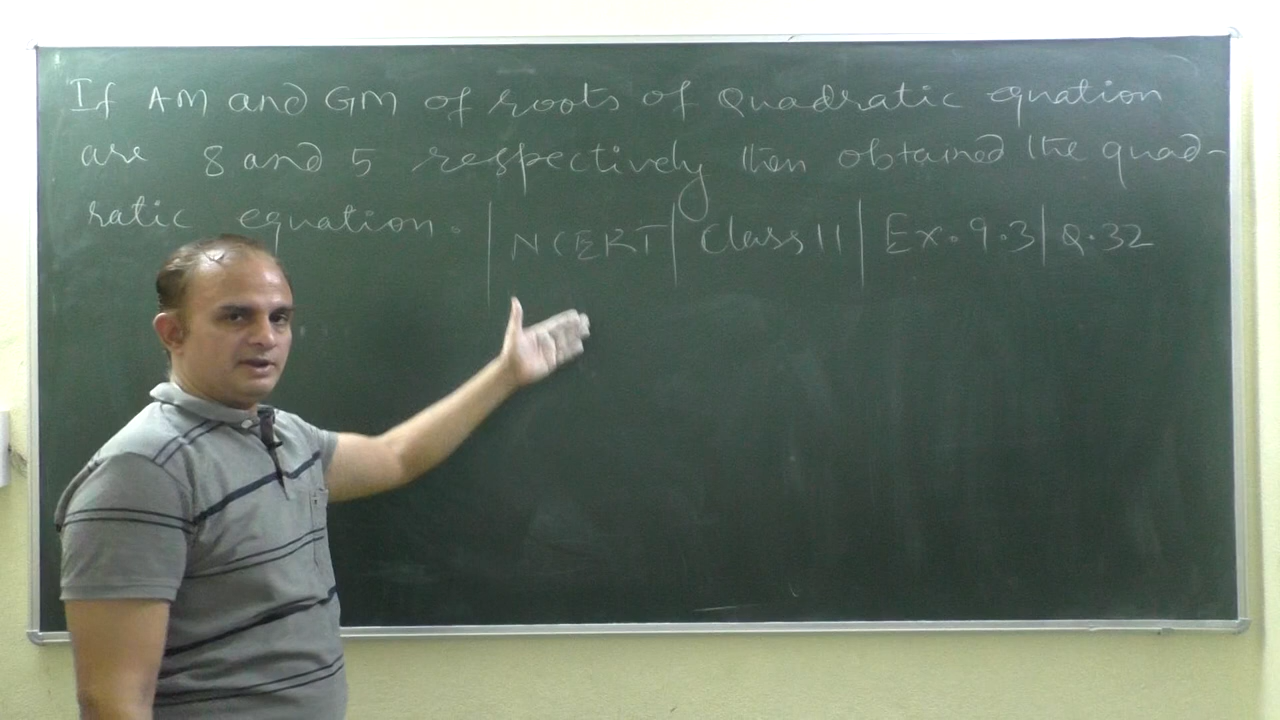 If AM and GM of roots of Quadratic equation
are 8 and 5 respectively then obtained the quad-
ratic equation. | NCERT | Class 11 | Ex. 9.3 | Q.32